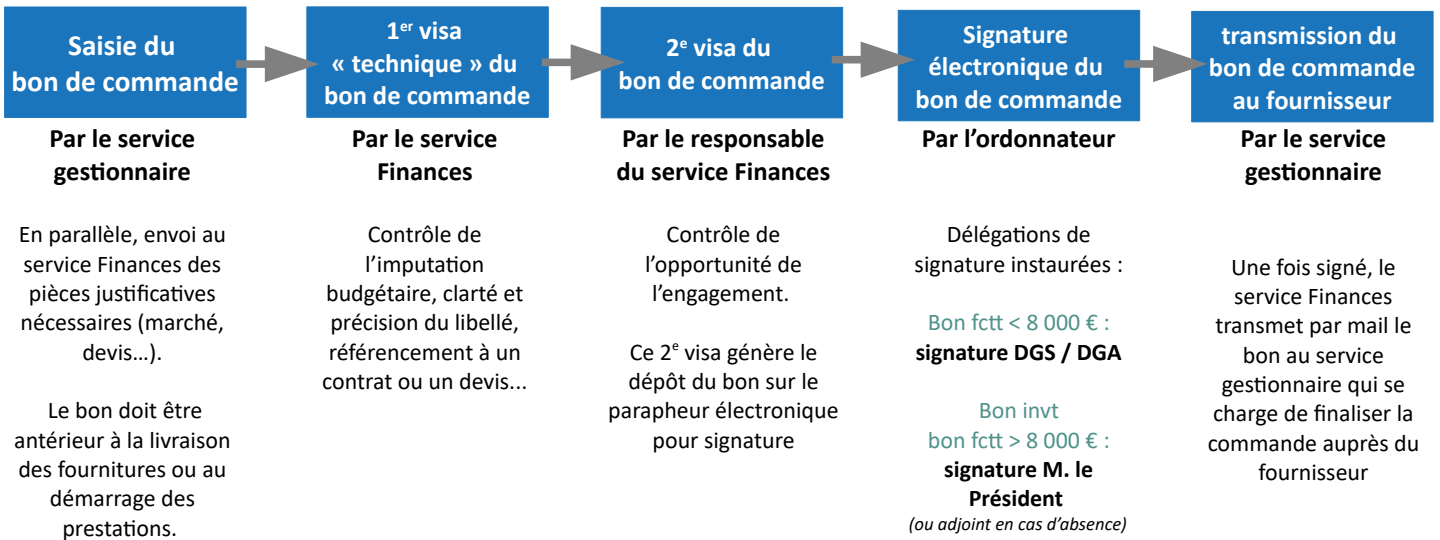 Saisie du
bon de commande
1er visa
« technique » du
bon de commande
2e visa du
bon de commande
Signature
électronique du
bon de commande
transmission du
bon de commande
au fournisseur
Par le service
gestionnaire
Par le service
Finances
Par le responsable
du service Finances
Par l'ordonnateur
Par le service
gestionnaire
En parallèle, envoi au
service Finances des
pièces justificatives
nécessaires (marché,
devis...).
Le bon doit être
antérieur à la livraison
des fournitures ou au
démarrage des
prestations.
Contrôle de
l'imputation
budgétaire, clarté et
précision du libellé,
référencement à un
contrat ou un devis...
Contrôle de
l'opportunité de
l'engagement.
Ce 2e visa génère le
dépôt du bon sur le
parapheur électronique
pour signature
Délégations de
signature instaurées :
Bon fctt < 8 000 € :
signature DGS / DGA
Bon invt
bon fctt > 8 000 € :
signature M. le
Président
(ou adjoint en cas d'absence)
Une fois signé, le
service Finances
transmet par mail le
bon au service
gestionnaire qui se
charge de finaliser la
commande auprès du
fournisseur